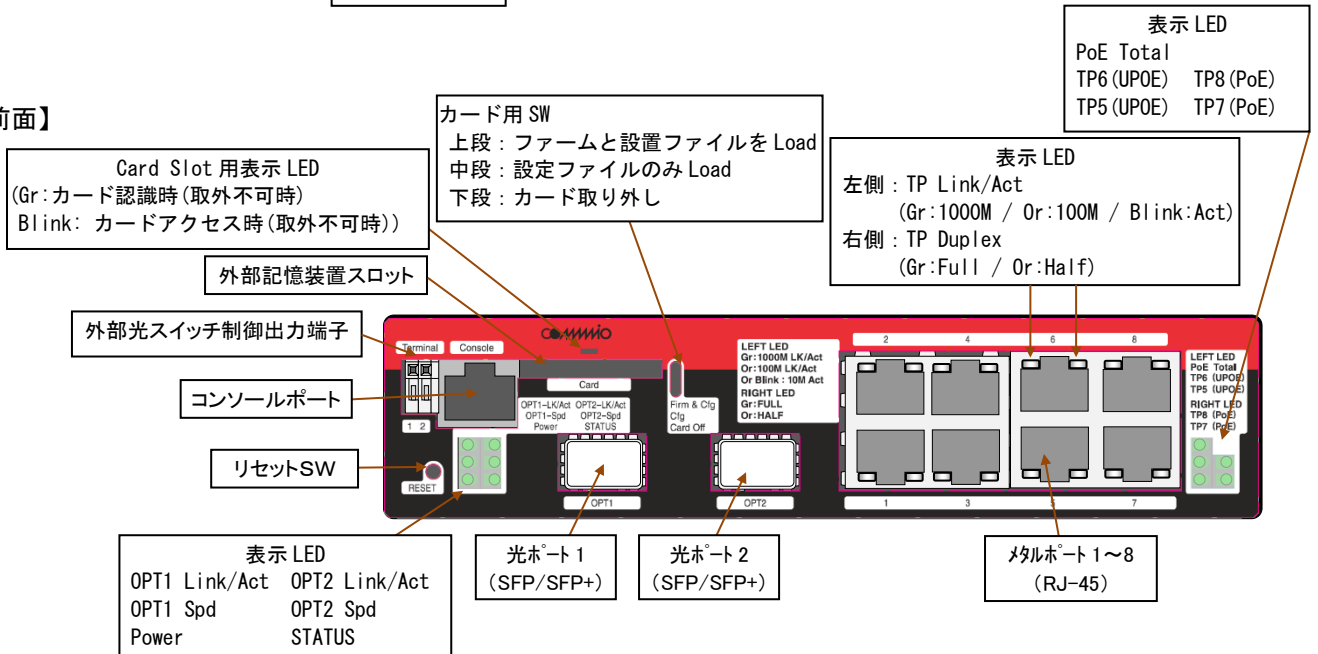 表示 LED
PoE Total
TP6(UPOE) TP8(PoE)
TP5(UPOE) TP7(PoE)
前面】
カード用 SW
上段：ファームと設置ファイルを Load
中段：設定ファイルのみ Load
下段：カード取り外し
Card Slot 用表示 LED
(Gr:カード認識時(取外不可時)
Blink: カードアクセス時(取外不可時))
表示 LED
左側：TP Link/Act
(Gr:1000M / Or:100M / Blink:Act)
右側：TP Duplex
(Gr:Full / Or:Half)
外部記憶装置スロット
外部光スイッチ制御出力端子
コンソールポート
リセットSW
Terminal
Console
Card
1 2
RESET
OPT1-LK/Act OPT2-LK/Act
OPT1-Spd OPT2-Spd
Power STATUS
Firm & Cfg
Cfg
Card Off
LEFT LED
Gr:1000M LK/Act
Or:100M LK/Act
Or Blink : 10M Act
RIGHT LED
Gr:FULL
Or:HALF
2 4 6 8
LEFT LED
PoE Total
TP6 (UPOE)
TP5 (UPOE)
RIGHT LED
TP8 (PoE)
TP7 (PoE)
OPT1
OPT2
1 3 5 7
表示 LED
OPT1 Link/Act OPT2 Link/Act
OPT1 Spd OPT2 Spd
Power STATUS
光ﾎﾟｰﾄ 1
(SFP/SFP+)
光ﾎﾟｰﾄ 2
(SFP/SFP+)
ﾒﾀﾙﾎﾟｰﾄ 1～8
(RJ-45)